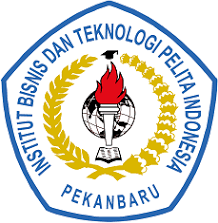 INSTITUT BISNIS DAN TEKNOLOGI PELITA INDONESIA
PEKANBARU